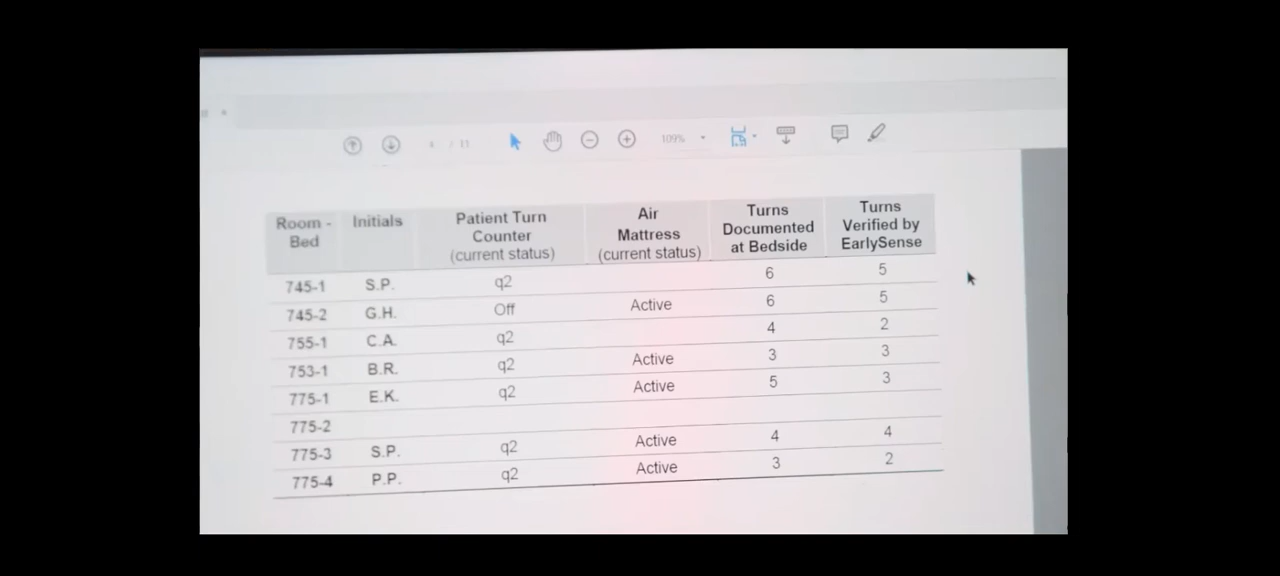 / 11
109%
Room - Bed Initials Patient Turn Counter (current status) Air Mattress (current status) Turns Documented at Bedside Turns Verified by EarlySense
745-1 S.P. q2 6 5
745-2 G.H. Off Active 6 5
755-1 C.A. q2 4 2
753-1 B.R. q2 Active 3 3
775-1 E.K. q2 Active 5 3
775-2
775-3 S.P. q2 Active 4 4
775-4 P.P. q2 Active 3 2